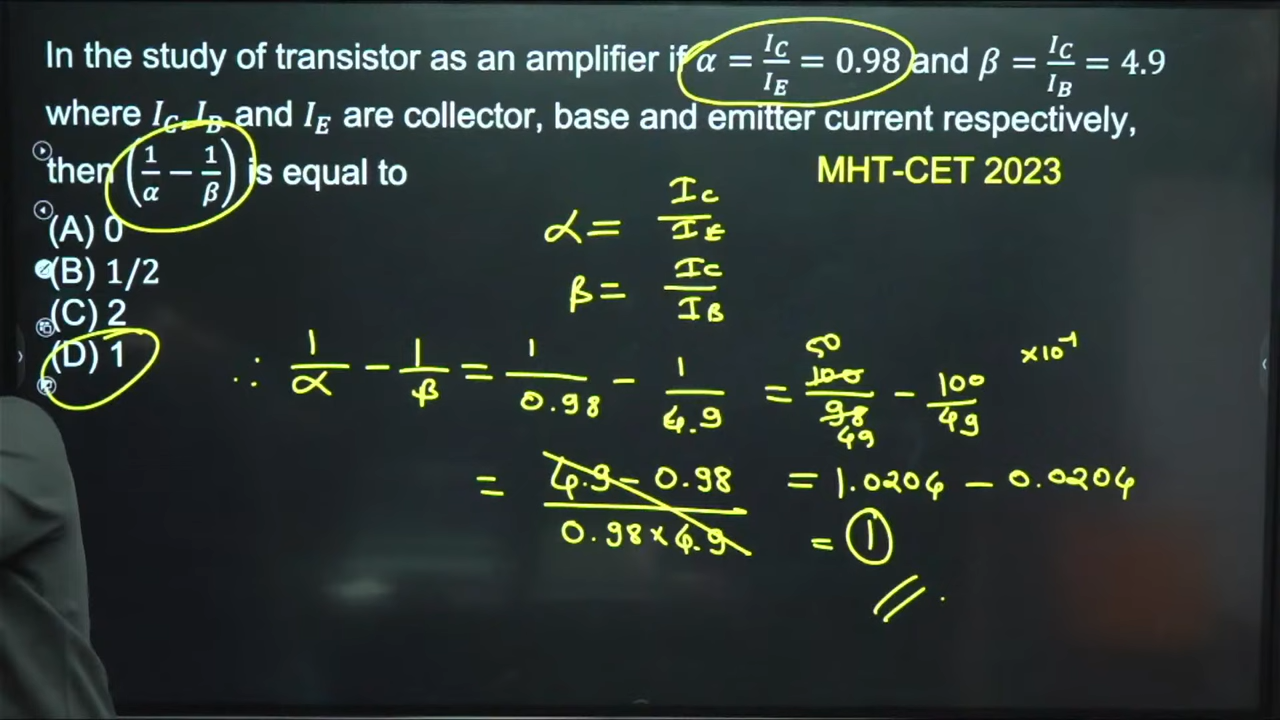 In the study of transistor as an amplifier if α = I_C/I_E = 0.98 and β = I_C/I_B = 4.9
where I_C, I_B and I_E are collector, base and emitter current respectively,
then (1/α − 1/β) is equal to
MHT-CET 2023
(A) 0
(B) 1/2
(C) 2
(D) 1
α = I_C/I_E
β = I_C/I_B
∴ 1/α − 1/β = 1/0.98 − 1/4.9 = 50 100/98 49 − 100/49 ×10⁻¹
= 4.9 − 0.98/0.98 × 4.9 = 1.0204 − 0.0204
= 1